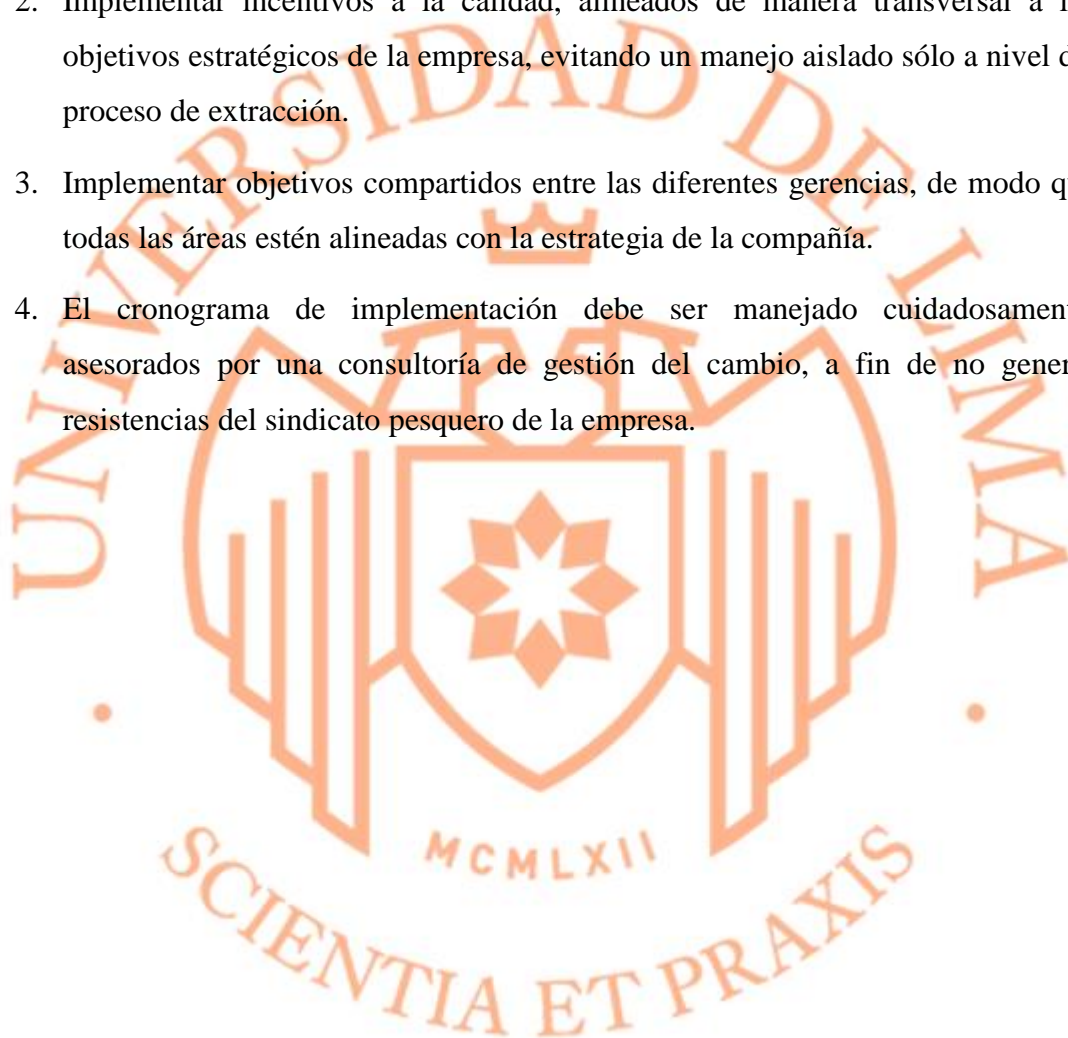 2. Implementar incentivos a la calidad, alineados de manera transversal a l
objetivos estratégicos de la empresa, evitando un manejo aislado sólo a nivel d
proceso de extracción.
3. Implementar objetivos compartidos entre las diferentes gerencias, de modo qu
todas las áreas estén alineadas con la estrategia de la compañía.
4. El cronograma de implementación debe ser manejado cuidadosament
asesorados por una consultoría de gestión del cambio, a fin de no gener
resistencias del sindicato pesquero de la empresa.
UNIVERSIDAD DE LIMA
MCMLXII
SCIENTIA ET PRAXIS